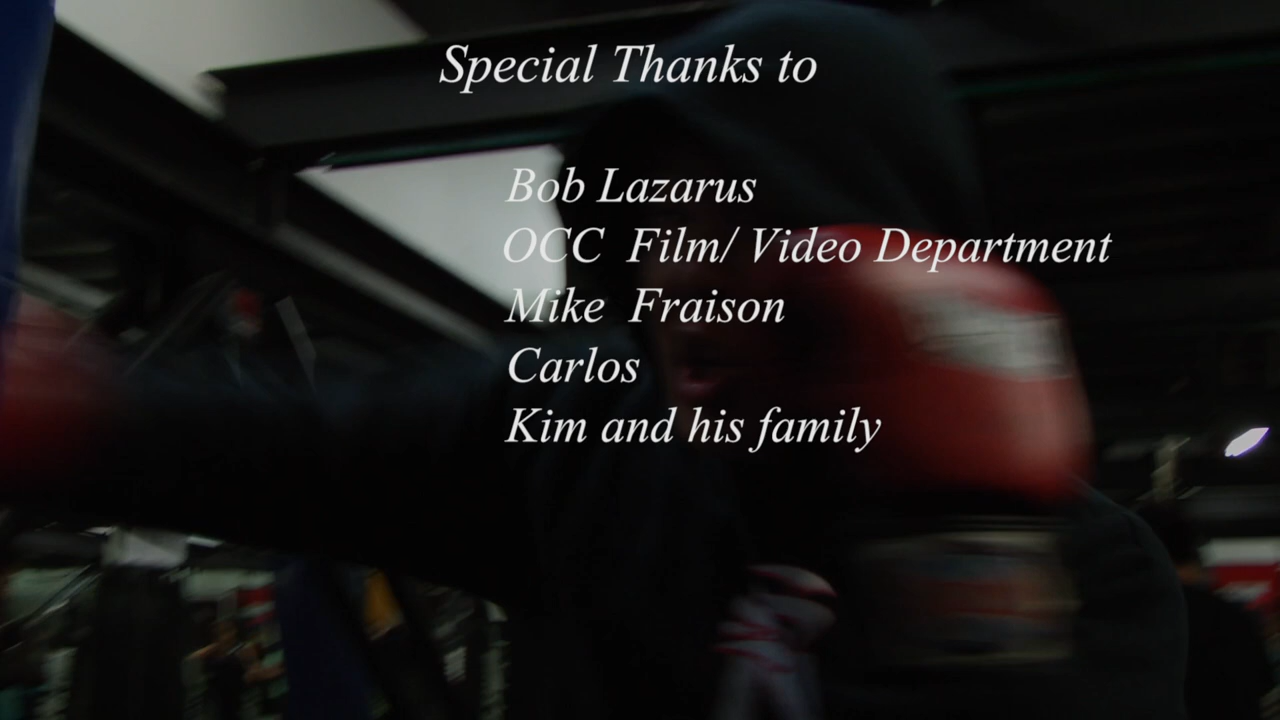 Special Thanks to
Bob Lazarus
OCC Film/ Video Department
Mike Fraison
Carlos
Kim and his family